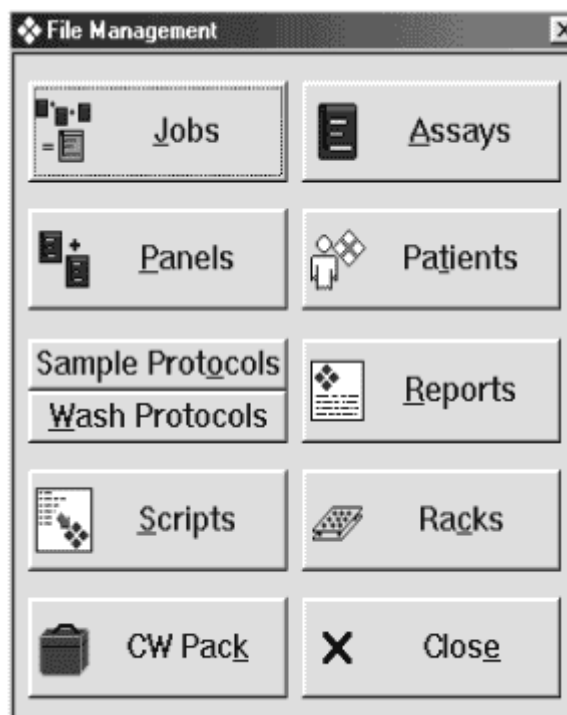 File Management
Jobs
Assays
Panels
Patients
Sample Protocols
Wash Protocols
Reports
Scripts
Racks
CW Pack
Close